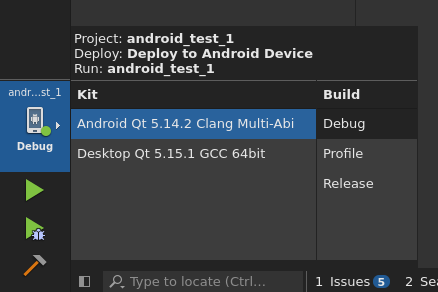 Project: android_test_1
Deploy: Deploy to Android Device
Run: android_test_1
andr...st_1
Debug
Kit
Build
Android Qt 5.14.2 Clang Multi-Abi
Debug
Desktop Qt 5.15.1 GCC 64bit
Profile
Release
Type to locate (Ctrl...
1 Issues 5
2 Sea